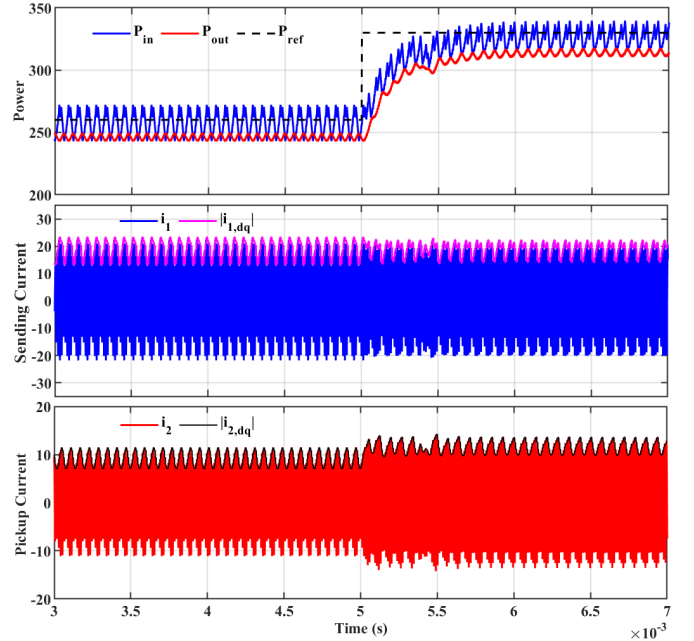 P_in P_out P_ref
350
300
250
200
Power
i_1 |i_1,dq|
30
20
10
0
-10
-20
-30
Sending Current
i_2 |i_2,dq|
20
10
0
-10
-20
Pickup Current
3 3.5 4 4.5 5 5.5 6 6.5 7
Time (s)
×10^-3